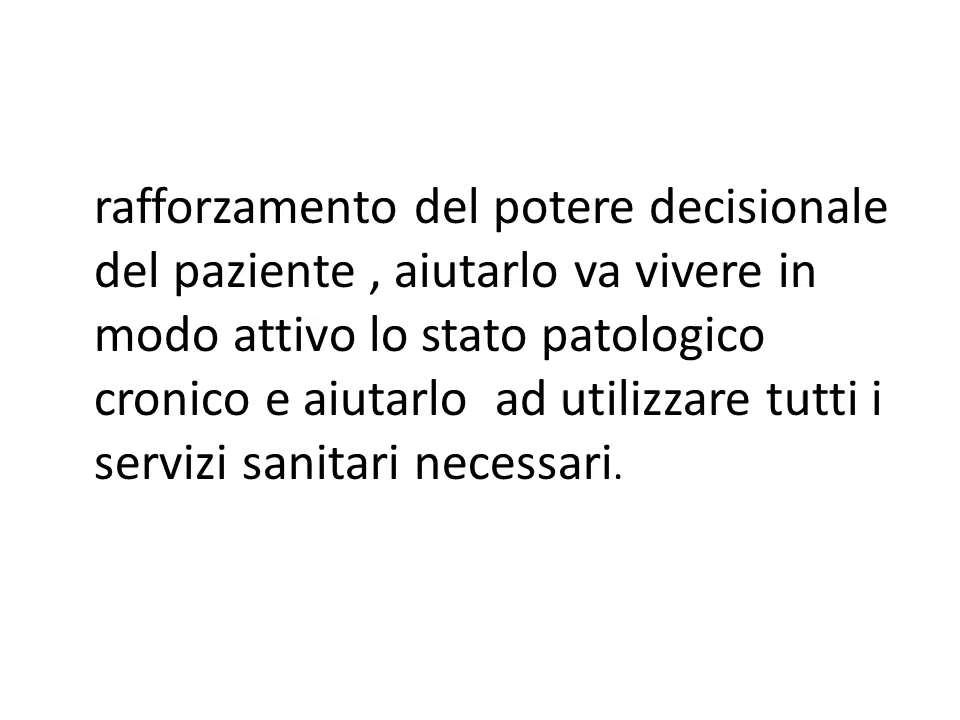 rafforzamento del potere decisionale
del paziente , aiutarlo va vivere in
modo attivo lo stato patologico
cronico e aiutarlo  ad utilizzare tutti i
servizi sanitari necessari.